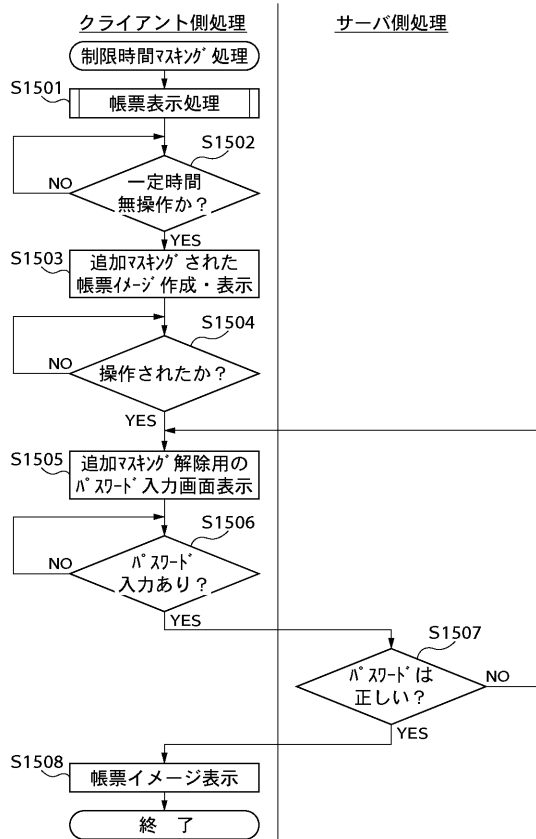 クライアント側処理
サーバ側処理
制限時間ﾏｽｷﾝｸﾞ処理
S1501
帳票表示処理
S1502
一定時間
無操作か？
NO
YES
S1503
追加ﾏｽｷﾝｸﾞされた
帳票ｲﾒｰｼﾞ作成・表示
S1504
操作されたか？
NO
YES
S1505
追加ﾏｽｷﾝｸﾞ解除用の
ﾊﾟｽﾜｰﾄﾞ入力画面表示
S1506
ﾊﾟｽﾜｰﾄﾞ
入力あり？
NO
YES
S1507
ﾊﾟｽﾜｰﾄﾞは
正しい？
NO
YES
S1508
帳票イメージ表示
終　了